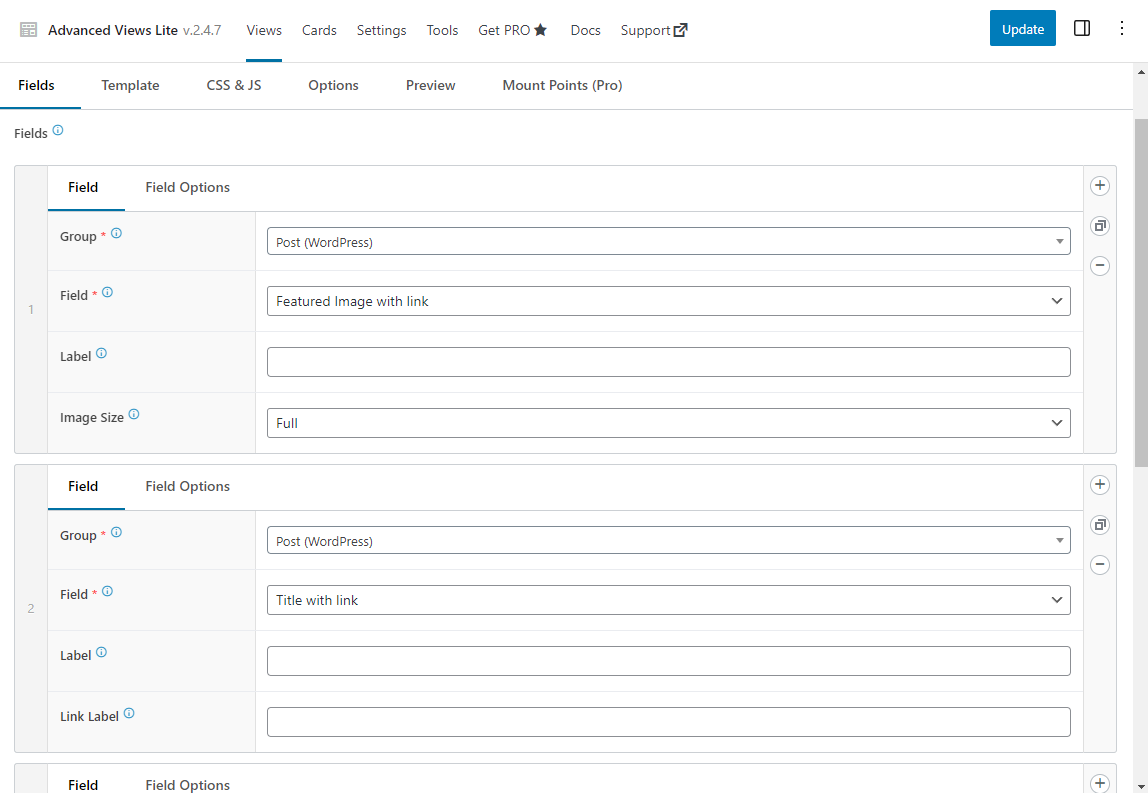 Advanced Views Lite v.2.4.7 Views Cards Settings Tools Get PRO Docs Support Update
Fields Template CSS & JS Options Preview Mount Points (Pro)
Fields
Field Field Options
Group * Post (WordPress)
1
Field * Featured Image with link
Label
Image Size Full
Field Field Options
Group * Post (WordPress)
2
Field * Title with link
Label
Link Label
Field Field Options